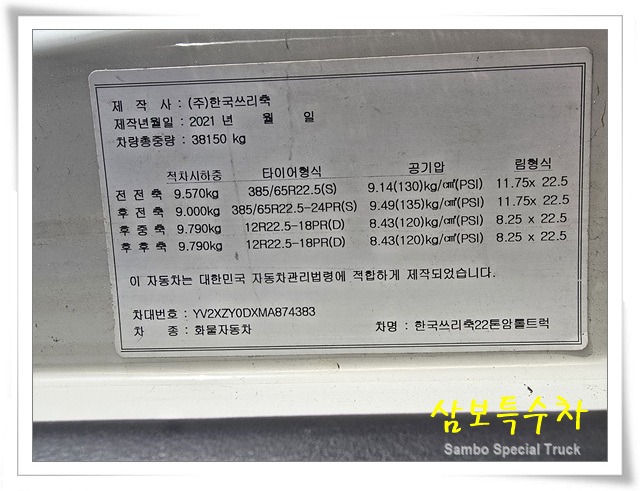 제 작 사 : (주)한국쓰리축
제작년월일 : 2021 년 월 일
차량총중량 : 38150 kg
적차시하중 타이어형식 공기압 림형식
전 전 축 9.570kg 385/65R22.5(S) 9.14(130)kg/㎠(PSI) 11.75x 22.5
후 전 축 9.000kg 385/65R22.5-24PR(S) 9.49(135)kg/㎠(PSI) 11.75x 22.5
후 중 축 9.790kg 12R22.5-18PR(D) 8.43(120)kg/㎠(PSI) 8.25 x 22.5
후 후 축 9.790kg 12R22.5-18PR(D) 8.43(120)kg/㎠(PSI) 8.25 x 22.5
이 자동차는 대한민국 자동차관리법령에 적합하게 제작되었습니다.
차대번호 : YV2XZY0DXMA874383
차 종 : 화물자동차 차명 : 한국쓰리축22톤암롤트럭
삼보특수차
Sambo Special Truck